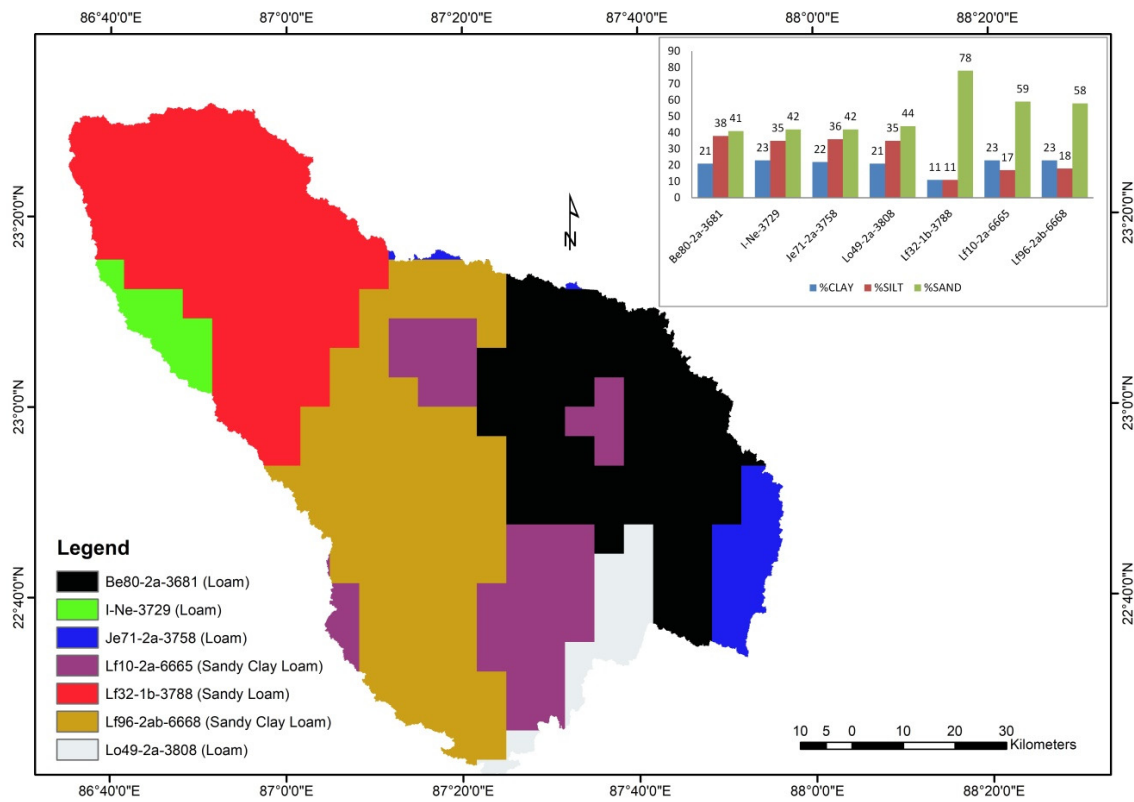 86°40'0"E 87°0'0"E 87°20'0"E 87°40'0"E 88°0'0"E 88°20'0"E
90
80
70
60
50
40
30
20
10
0
21 38 41 23 35 42 22 36 42 21 35 44 11 11 78 23 17 59 23 18 58
Be80-2a-3681 I-Ne-3729 Je71-2a-3758 Lo49-2a-3808 Lf32-1b-3788 Lf10-2a-6665 Lf96-2ab-6668
%CLAY %SILT %SAND
N
23°20'0"N 23°20'0"N
23°0'0"N 23°0'0"N
22°40'0"N 22°40'0"N
Legend
Be80-2a-3681 (Loam)
I-Ne-3729 (Loam)
Je71-2a-3758 (Loam)
Lf10-2a-6665 (Sandy Clay Loam)
Lf32-1b-3788 (Sandy Loam)
Lf96-2ab-6668 (Sandy Clay Loam)
Lo49-2a-3808 (Loam)
10 5 0 10 20 30
Kilometers
86°40'0"E 87°0'0"E 87°20'0"E 87°40'0"E 88°0'0"E 88°20'0"E